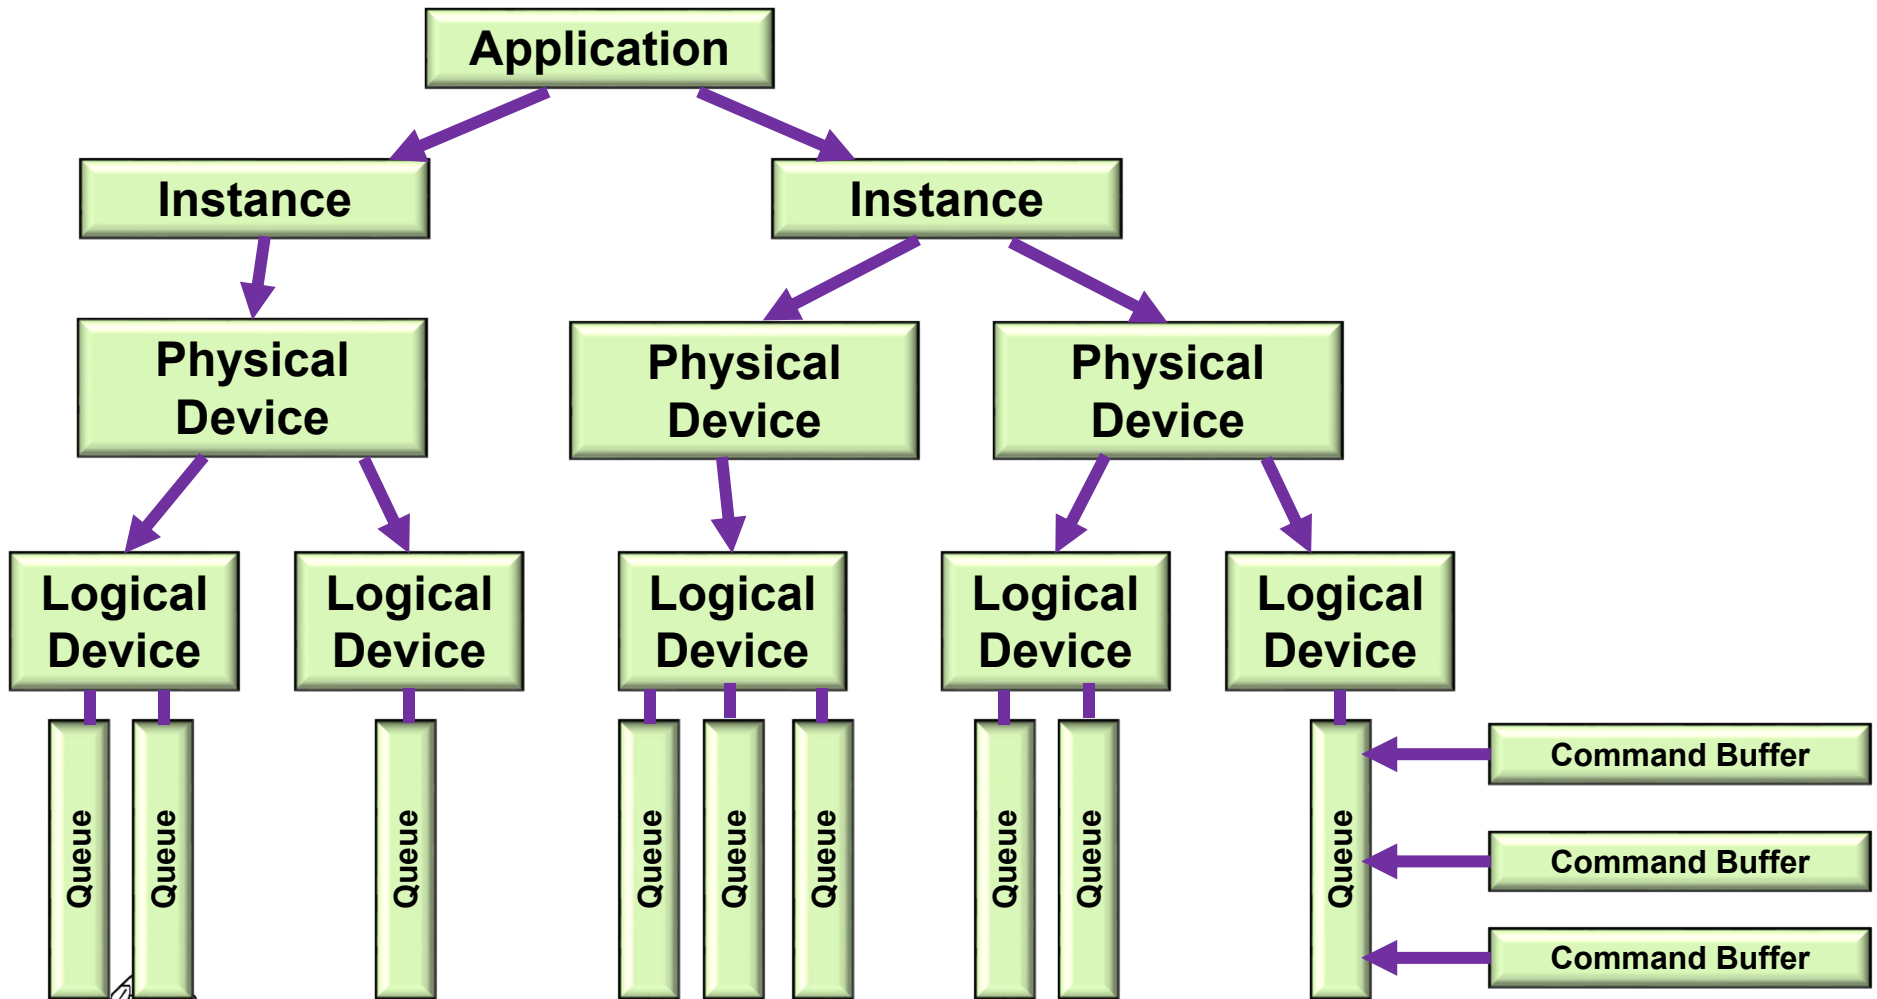 Application
Instance
Instance
Physical
Device
Physical
Device
Physical
Device
Logical
Device
Logical
Device
Logical
Device
Logical
Device
Logical
Device
Queue
Queue
Queue
Queue
Queue
Queue
Queue
Queue
Queue
Command Buffer
Command Buffer
Command Buffer